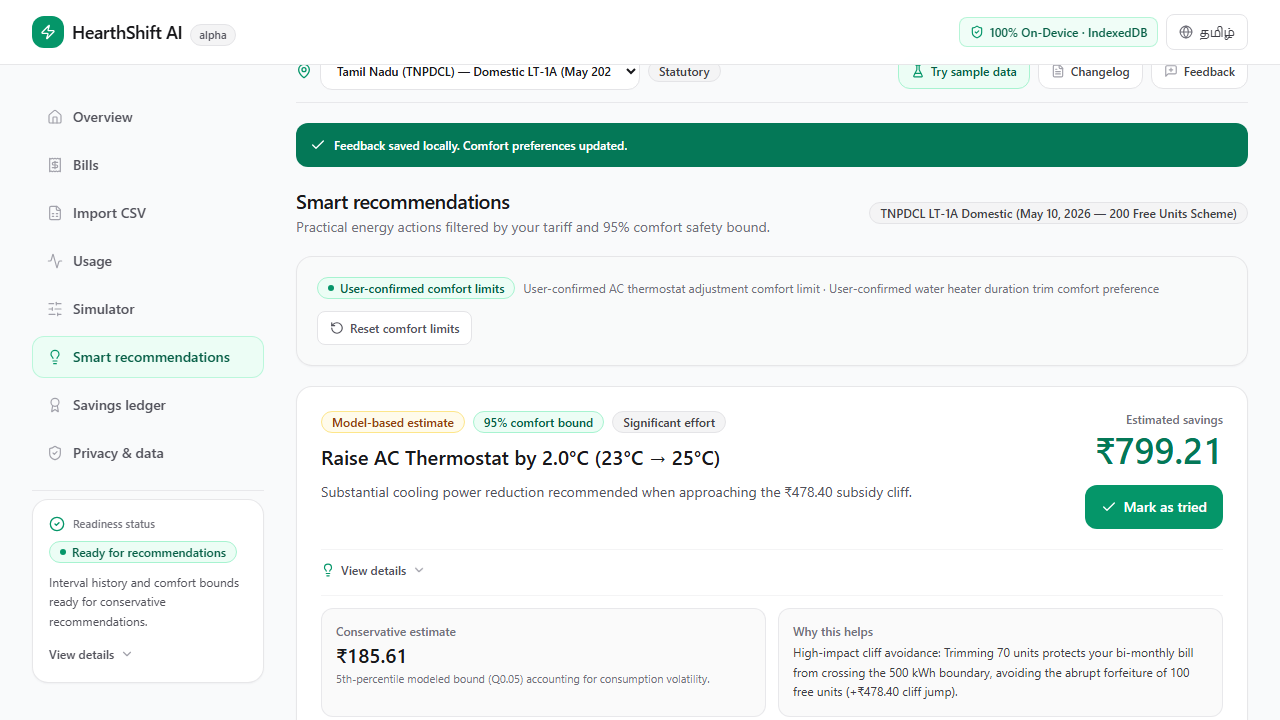 HearthShift AI
alpha
100% On-Device · IndexedDB
தமிழ்
Tamil Nadu (TNPDCL) — Domestic LT-1A (May 202
Statutory
Try sample data
Changelog
Feedback
Overview
Bills
Import CSV
Usage
Simulator
Smart recommendations
Savings ledger
Privacy & data
Readiness status
Ready for recommendations
Interval history and comfort bounds
ready for conservative
recommendations.
View details
Feedback saved locally. Comfort preferences updated.
Smart recommendations
Practical energy actions filtered by your tariff and 95% comfort safety bound.
TNPDCL LT-1A Domestic (May 10, 2026 — 200 Free Units Scheme)
User-confirmed comfort limits
User-confirmed AC thermostat adjustment comfort limit · User-confirmed water heater duration trim comfort preference
Reset comfort limits
Model-based estimate
95% comfort bound
Significant effort
Raise AC Thermostat by 2.0°C (23°C → 25°C)
Substantial cooling power reduction recommended when approaching the ₹478.40 subsidy cliff.
Estimated savings
₹799.21
Mark as tried
View details
Conservative estimate
₹185.61
5th-percentile modeled bound (Q0.05) accounting for consumption volatility.
Why this helps
High-impact cliff avoidance: Trimming 70 units protects your bi-monthly bill
from crossing the 500 kWh boundary, avoiding the abrupt forfeiture of 100
free units (+₹478.40 cliff jump).